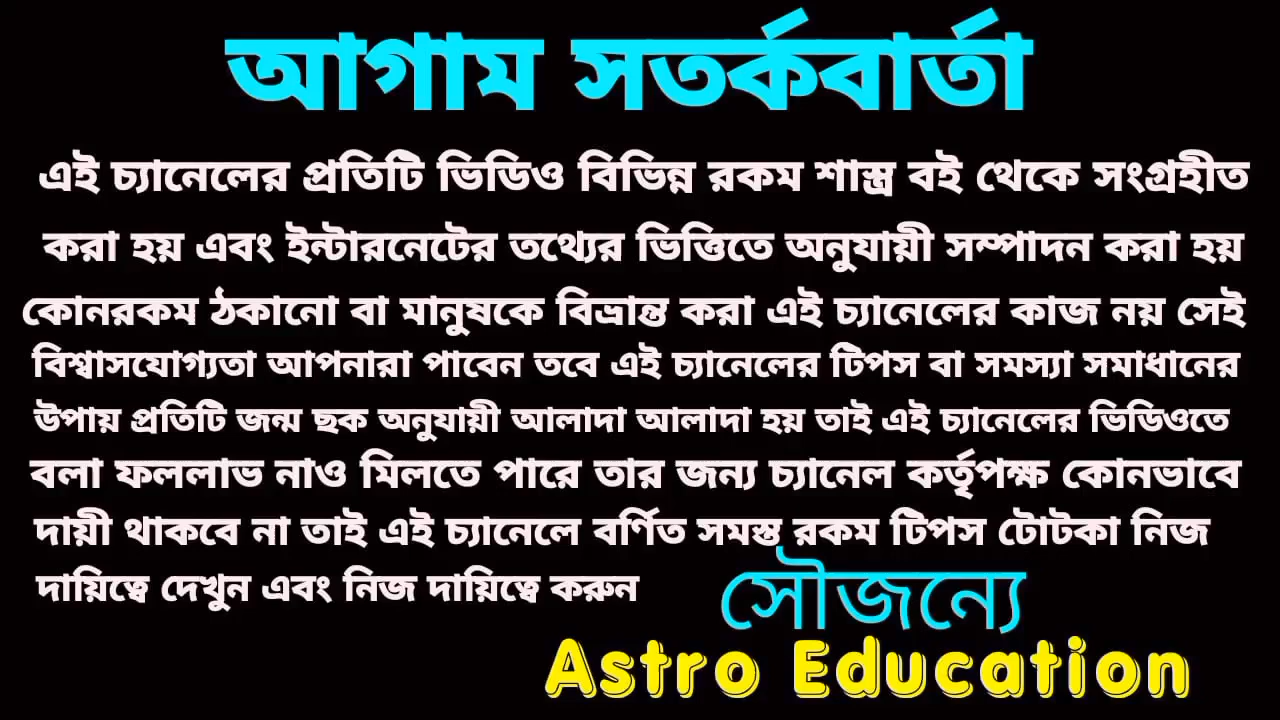 আগাম সতর্কবার্তা
এই চ্যানেলের প্রতিটি ভিডিও বিভিন্ন রকম শাস্ত্র বই থেকে সংগ্রহীত
করা হয় এবং ইন্টারনেটের তথ্যের ভিত্তিতে অনুযায়ী সম্পাদন করা হয়
কোনরকম ঠকানো বা মানুষকে বিভ্রান্ত করা এই চ্যানেলের কাজ নয় সেই
বিশ্বাসযোগ্যতা আপনারা পাবেন তবে এই চ্যানেলের টিপস বা সমস্যা সমাধানের
উপায় প্রতিটি জন্ম ছক অনুযায়ী আলাদা আলাদা হয় তাই এই চ্যানেলের ভিডিওতে
বলা ফললাভ নাও মিলতে পারে তার জন্য চ্যানেল কর্তৃপক্ষ কোনভাবে
দায়ী থাকবে না তাই এই চ্যানেলে বর্ণিত সমস্ত রকম টিপস টোটকা নিজ
দায়িত্বে দেখুন এবং নিজ দায়িত্বে করুন
সৌজন্যে
Astro Education